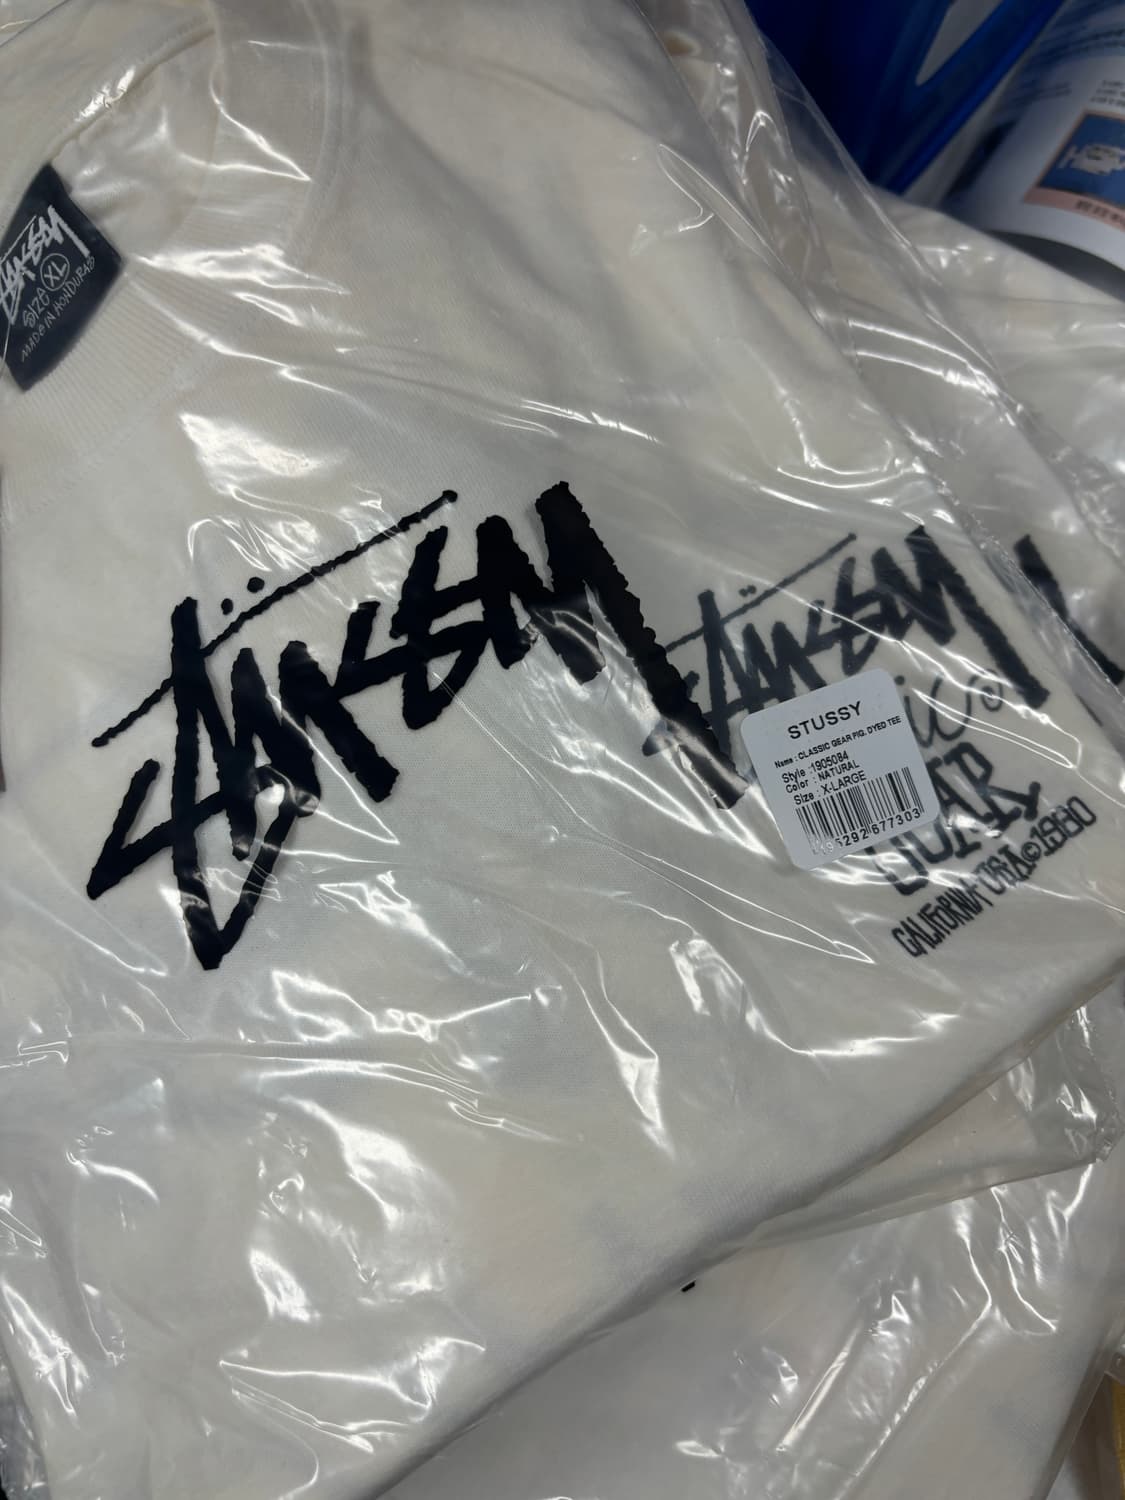 STÜSSY
SIZE XL
MADE IN HONDURAS
STÜSSY
STÜSSY
STUSSY
Name : CLASSIC GEAR PIG. DYED TEE
Style : 1905084
Color : NATURAL
Size : X-LARGE
GEAR
CALIFORNIA USA ©1980